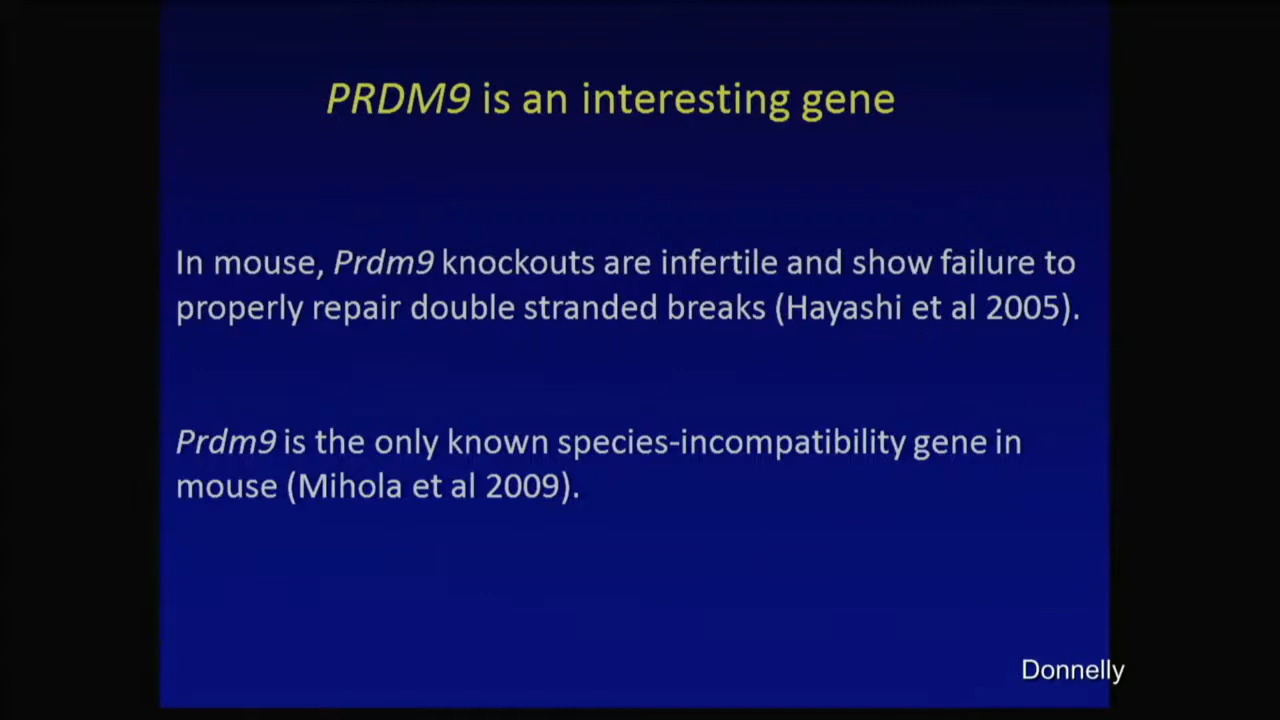 PRDM9 is an interesting gene
In mouse, Prdm9 knockouts are infertile and show failure to
properly repair double stranded breaks (Hayashi et al 2005).
Prdm9 is the only known species-incompatibility gene in
mouse (Mihola et al 2009).
Donnelly